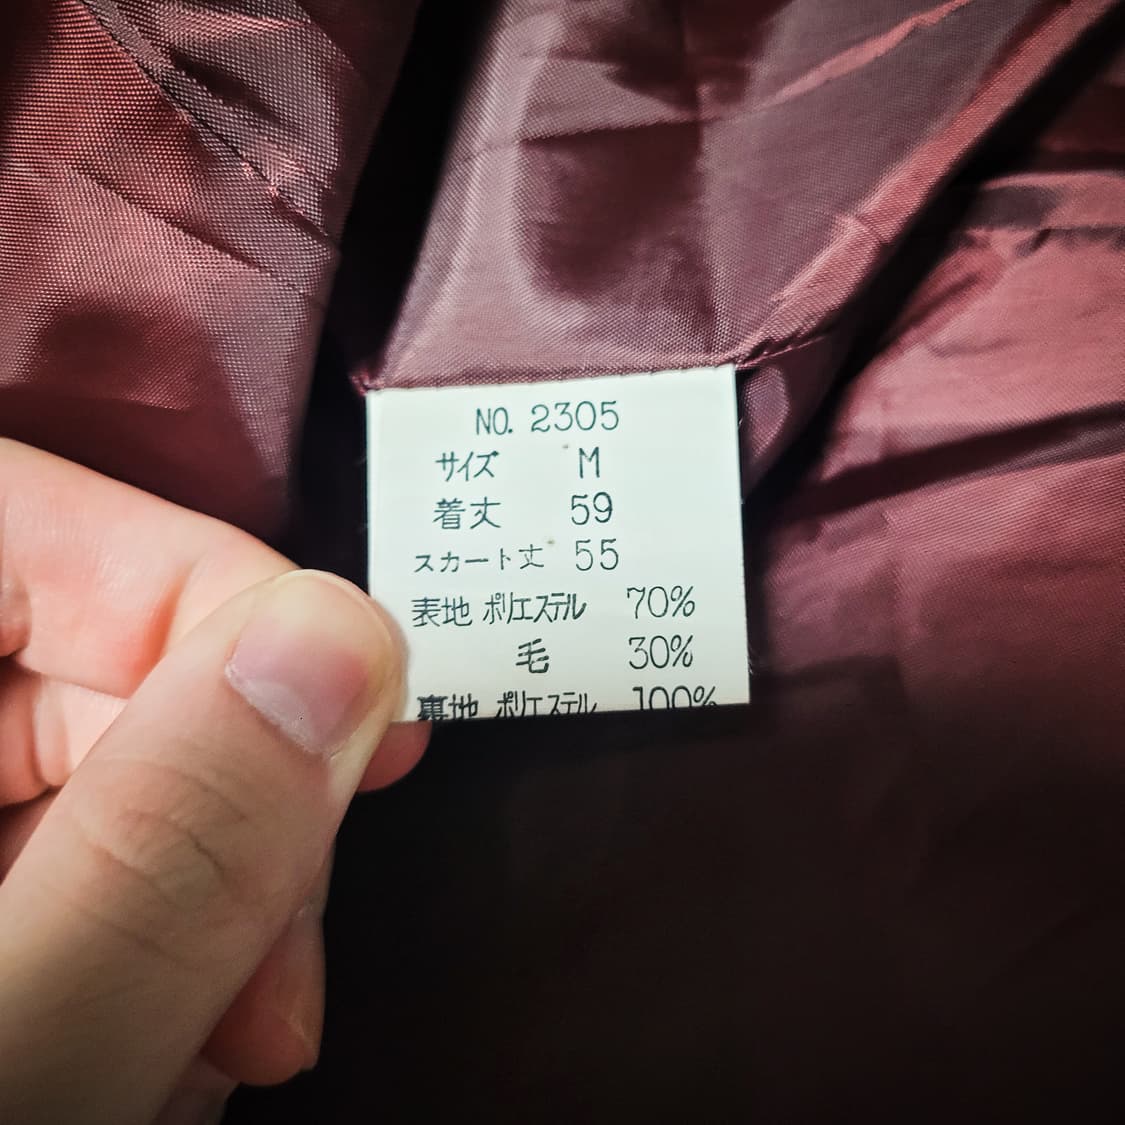 NO. 2305
サイズ M
着丈 59
スカート丈 55
表地 ポリエステル 70%
毛 30%
裏地 ポリエステル 100%